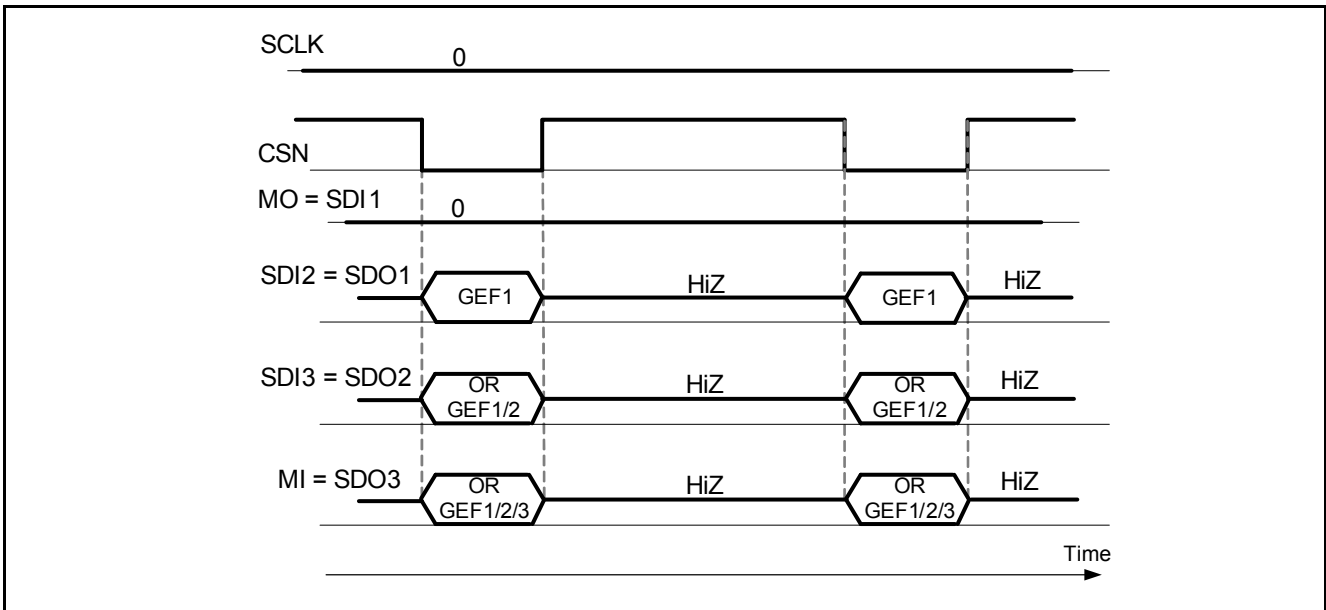 SCLK
0
CSN
MO = SDI1
0
SDI2 = SDO1
GEF1
HiZ
GEF1
HiZ
SDI3 = SDO2
OR
GEF1/2
HiZ
OR
GEF1/2
HiZ
MI = SDO3
OR
GEF1/2/3
HiZ
OR
GEF1/2/3
HiZ
Time